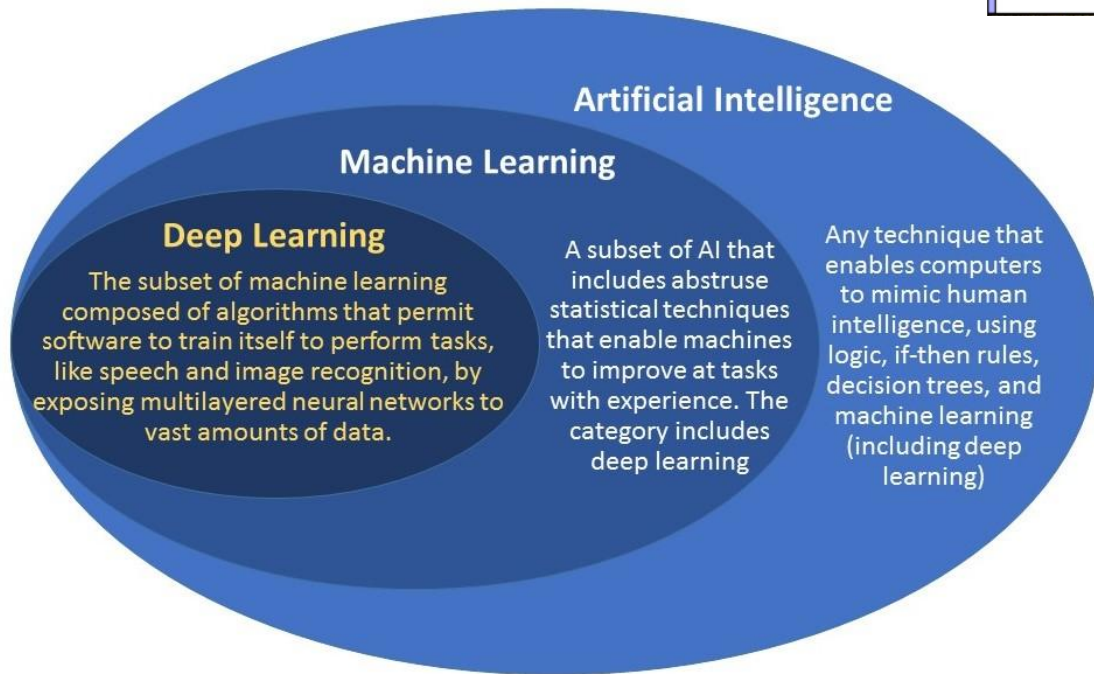 Artificial Intelligence
Machine Learning
Deep Learning
The subset of machine learning
composed of algorithms that permit
software to train itself to perform tasks,
like speech and image recognition, by
exposing multilayered neural networks to
vast amounts of data.
A subset of AI that
includes abstruse
statistical techniques
that enable machines
to improve at tasks
with experience. The
category includes
deep learning
Any technique that
enables computers
to mimic human
intelligence, using
logic, if-then rules,
decision trees, and
machine learning
(including deep
learning)